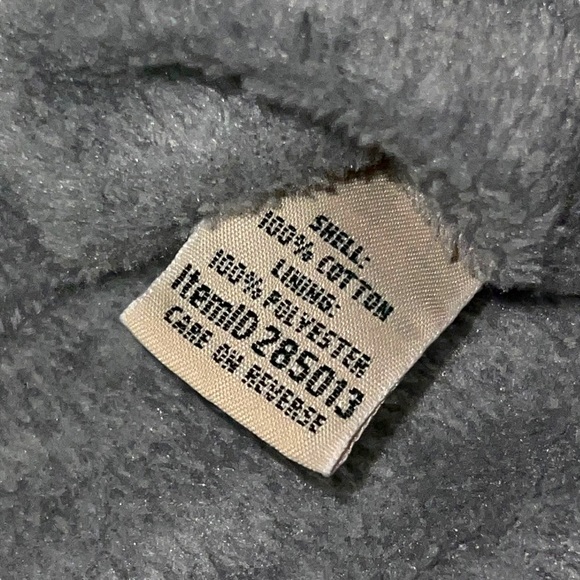 SHELL:
100% COTTON
LINING:
100% POLYESTER
ItemID 285013
CARE ON REVERSE